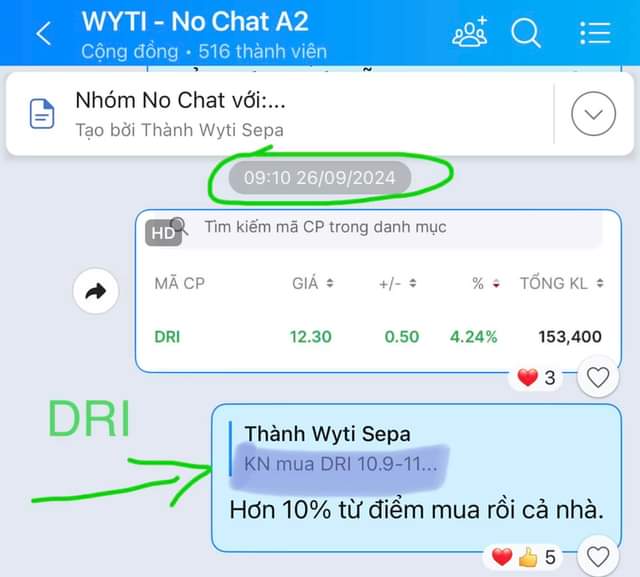 WYTI - No Chat A2
Cộng đồng • 516 thành viên
Nhóm No Chat với:...
Tạo bởi Thành Wyti Sepa
09:10 26/09/2024
HD Tìm kiếm mã CP trong danh mục
MÃ CP GIÁ +/- % TỔNG KL
DRI 12.30 0.50 4.24% 153,400
3
DRI
Thành Wyti Sepa
KN mua DRI 10.9-11...
Hơn 10% từ điểm mua rồi cả nhà.
5